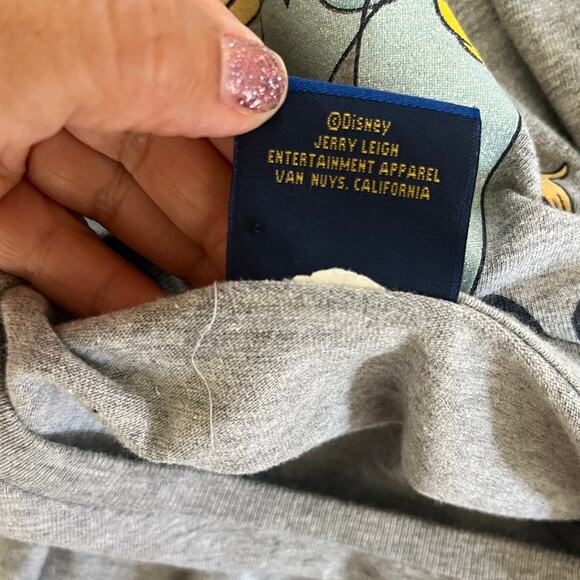 ©Disney
JERRY LEIGH
ENTERTAINMENT APPAREL
VAN NUYS, CALIFORNIA